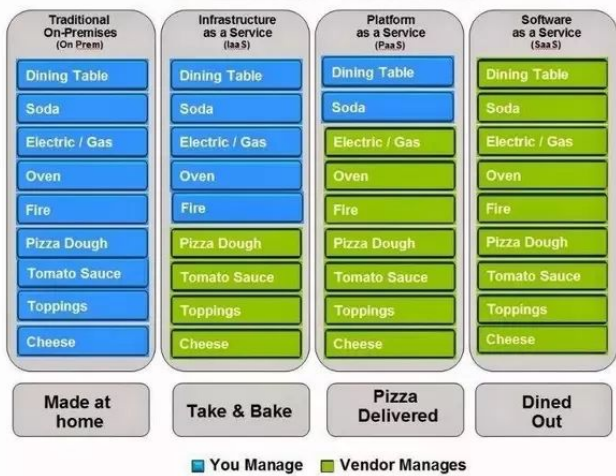 Traditional
On-Premises
(On Prem)
Dining Table
Soda
Electric / Gas
Oven
Fire
Pizza Dough
Tomato Sauce
Toppings
Cheese
Made at
home
Infrastructure
as a Service
(IaaS)
Dining Table
Soda
Electric / Gas
Oven
Fire
Pizza Dough
Tomato Sauce
Toppings
Cheese
Take & Bake
Platform
as a Service
(PaaS)
Dining Table
Soda
Electric / Gas
Oven
Fire
Pizza Dough
Tomato Sauce
Toppings
Cheese
Pizza
Delivered
Software
as a Service
(SaaS)
Dining Table
Soda
Electric / Gas
Oven
Fire
Pizza Dough
Tomato Sauce
Toppings
Cheese
Dined
Out
You Manage
Vendor Manages